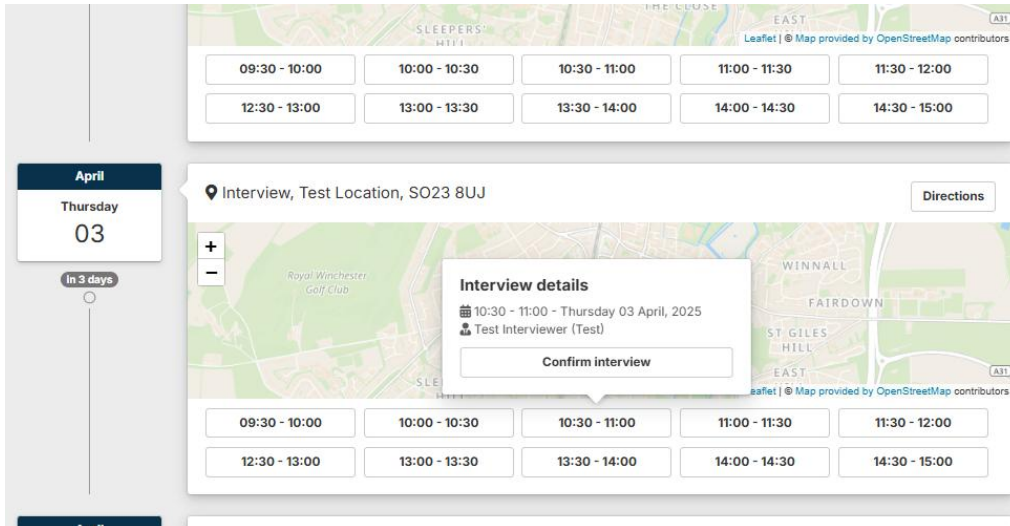 THE CLOSE
EAST
SLEEPERS'
HILL
A31
Leaflet | © Map provided by OpenStreetMap contributors
09:30 - 10:00 10:00 - 10:30 10:30 - 11:00 11:00 - 11:30 11:30 - 12:00
12:30 - 13:00 13:00 - 13:30 13:30 - 14:00 14:00 - 14:30 14:30 - 15:00
April
Thursday
03
In 3 days
Interview, Test Location, SO23 8UJ
Directions
+
−
Royal Winchester
Golf Club
WINNALL
FAIRDOWN
ST GILES
HILL
EAST
SLE
A31
Interview details
10:30 - 11:00 - Thursday 03 April, 2025
Test Interviewer (Test)
Confirm interview
eaflet | © Map provided by OpenStreetMap contributors
09:30 - 10:00 10:00 - 10:30 10:30 - 11:00 11:00 - 11:30 11:30 - 12:00
12:30 - 13:00 13:00 - 13:30 13:30 - 14:00 14:00 - 14:30 14:30 - 15:00